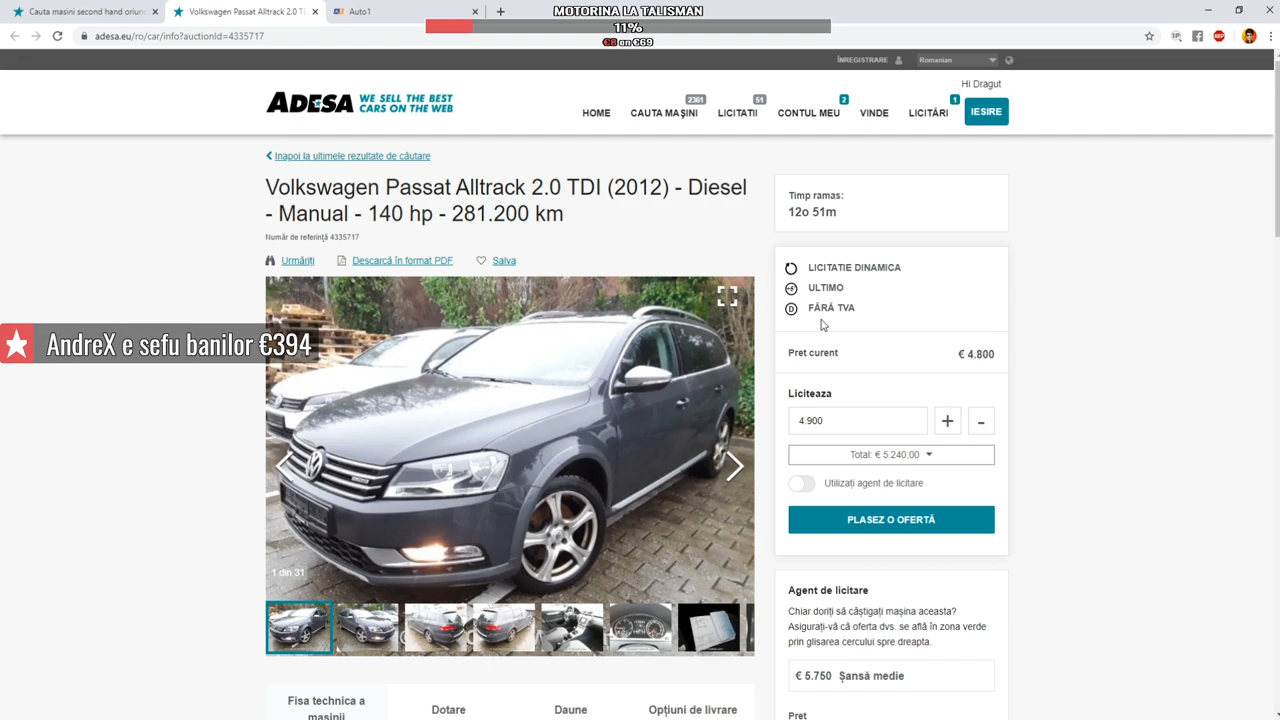 Cauta masini second hand oriun
Volkswagen Passat Alltrack 2.0 TD
Auto1
MOTORINA LA TALISMAN
11%
€8 an €69
adesa.eu/ro/car/info?auctionId=4335717
ÎNREGISTRARE
Romanian
Hi Dragut
ADESA WE SELL THE BEST CARS ON THE WEB
HOME
CAUTA MAȘINI 2361
LICITATII 51
CONTUL MEU 2
VINDE
LICITĂRI 1
IESIRE
Inapoi la ultimele rezultate de căutare
Volkswagen Passat Alltrack 2.0 TDI (2012) - Diesel
- Manual - 140 hp - 281.200 km
Număr de referință 4335717
Urmăriți
Descarcă în format PDF
Salva
Timp ramas:
12o 51m
LICITATIE DINAMICA
ULTIMO
FĂRĂ TVA
Pret curent
€ 4.800
Liciteaza
4.900
+
-
Total: € 5.240,00
Utilizați agent de licitare
PLASEZ O OFERTĂ
AndreX e sefu banilor €394
1 din 31
Agent de licitare
Chiar doriți să câștigați mașina aceasta?
Asigurați-vă că oferta dvs. se află în zona verde
prin glisarea cercului spre dreapta.
€ 5.750 Șansă medie
Pret
Fisa technica a
masinii
Dotare
Daune
Opțiuni de livrare